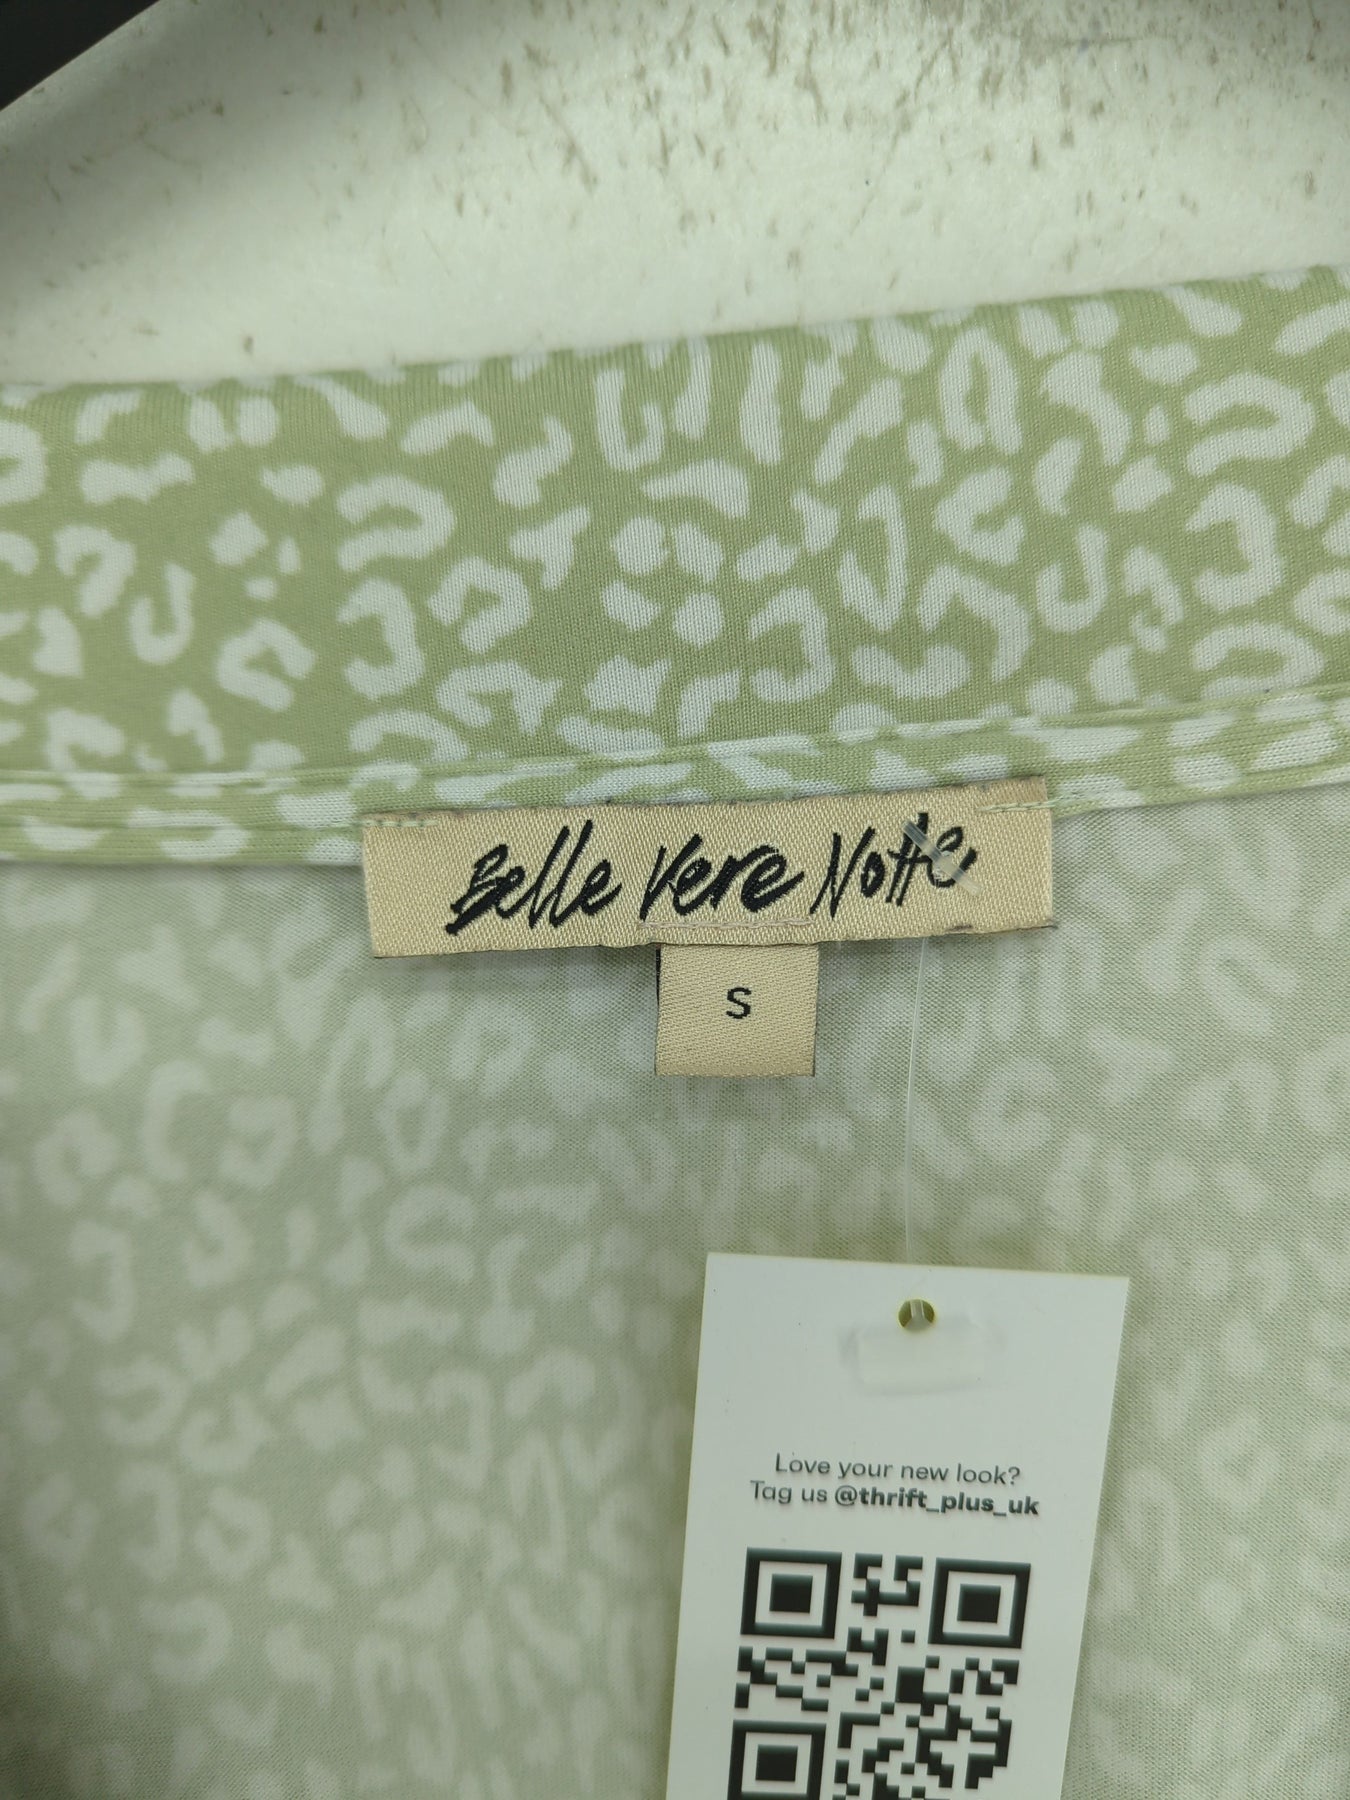 Belle Vere Notte.
S
Love your new look?
Tag us @thrift_plus_uk